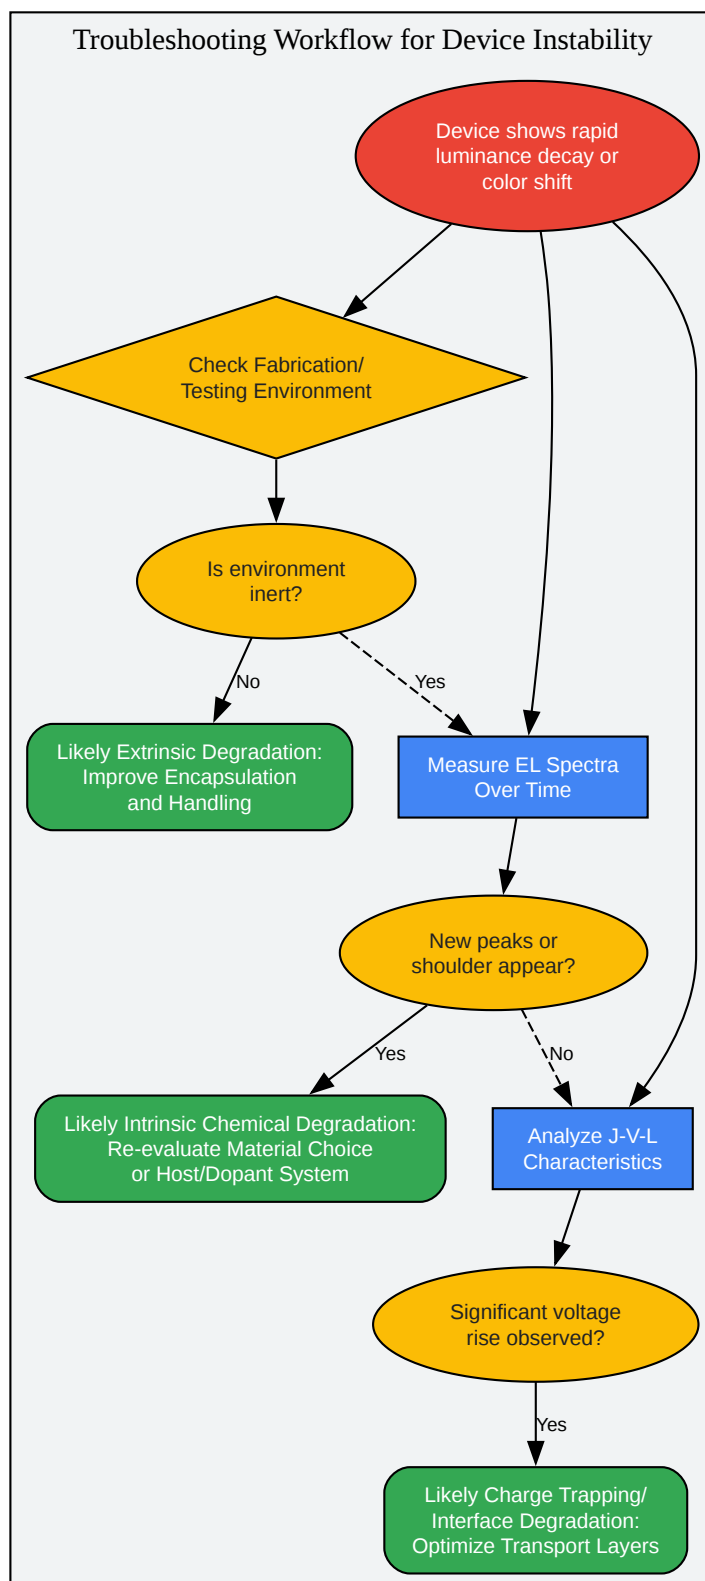 Troubleshooting Workflow for Device Instability
Device shows rapid
luminance decay or
color shift
Check Fabrication/
Testing Environment
Is environment
inert?
No
Yes
Likely Extrinsic Degradation:
Improve Encapsulation
and Handling
Measure EL Spectra
Over Time
New peaks or
shoulder appear?
Yes
No
Likely Intrinsic Chemical Degradation:
Re-evaluate Material Choice
or Host/Dopant System
Analyze J-V-L
Characteristics
Significant voltage
rise observed?
Yes
Likely Charge Trapping/
Interface Degradation:
Optimize Transport Layers